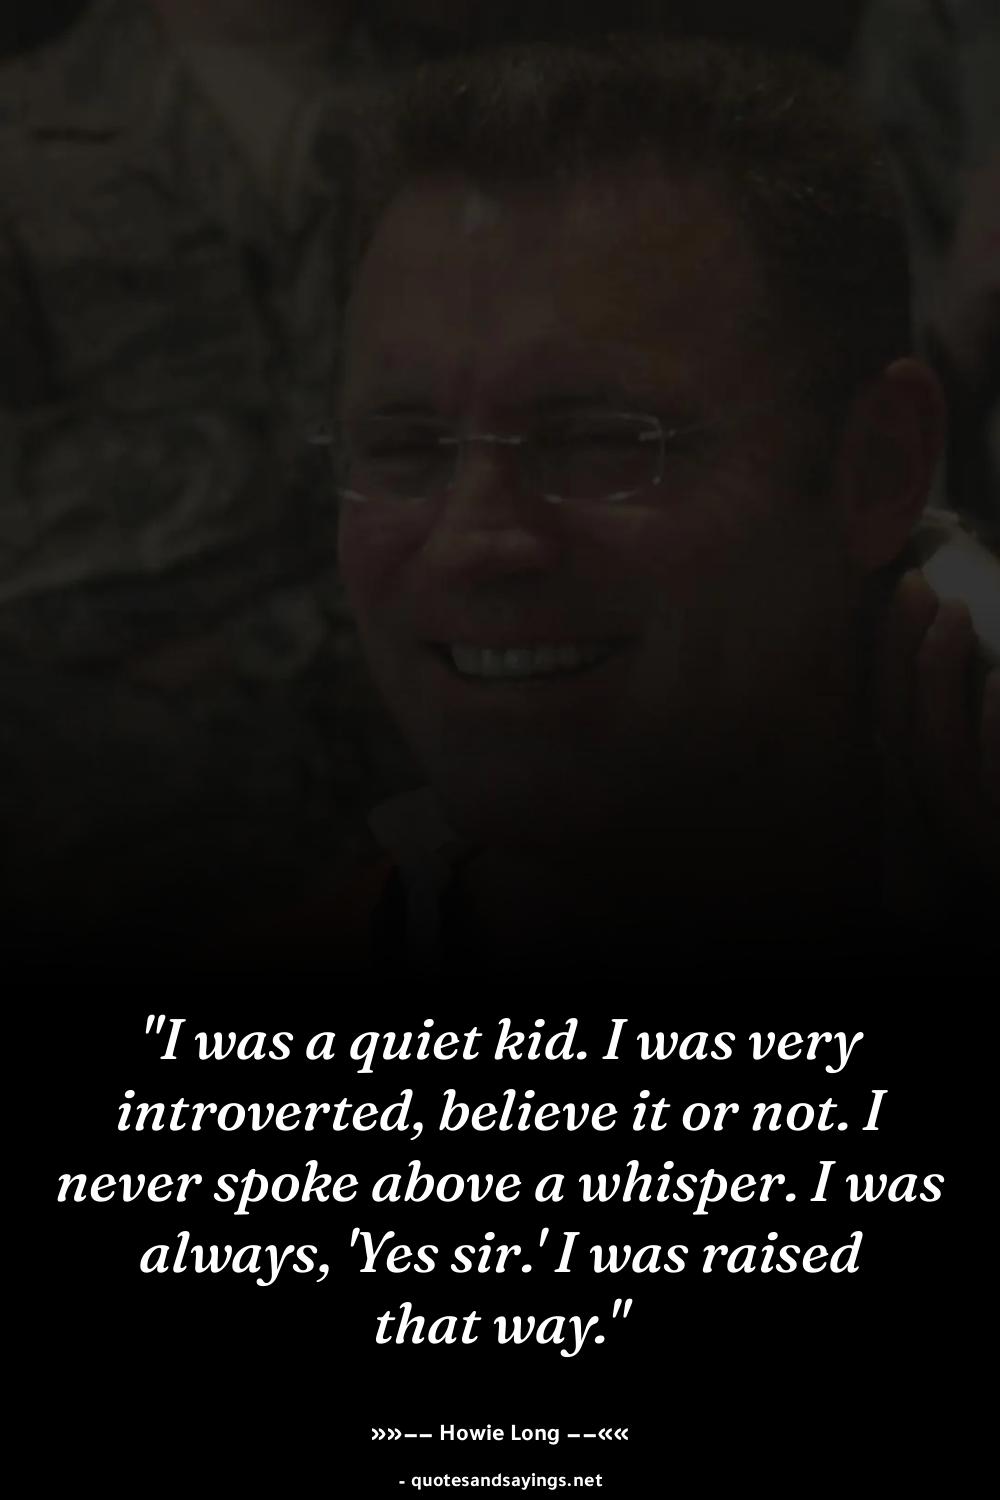 "I was a quiet kid. I was very
introverted, believe it or not. I
never spoke above a whisper. I was
always, 'Yes sir.' I was raised
that way."
»»–– Howie Long ––««
- quotesandsayings.net